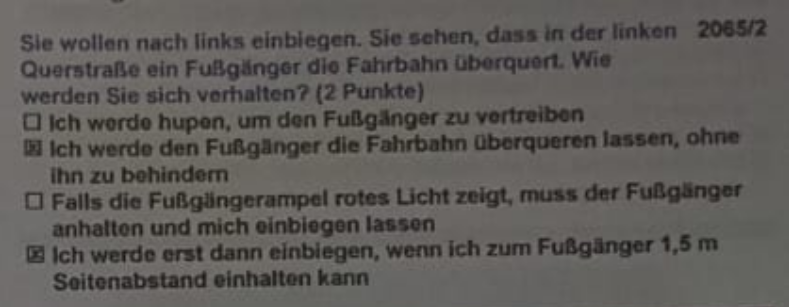 Sie wollen nach links einbiegen. Sie sehen, dass in der linken 2065/2
Querstraße ein Fußgänger die Fahrbahn überquert. Wie
werden Sie sich verhalten? (2 Punkte)
☐ Ich werde hupen, um den Fußgänger zu vertreiben
☒ Ich werde den Fußgänger die Fahrbahn überqueren lassen, ohne
ihn zu behindern
☐ Falls die Fußgängerampel rotes Licht zeigt, muss der Fußgänger
anhalten und mich einbiegen lassen
☒ Ich werde erst dann einbiegen, wenn ich zum Fußgänger 1,5 m
Seitenabstand einhalten kann